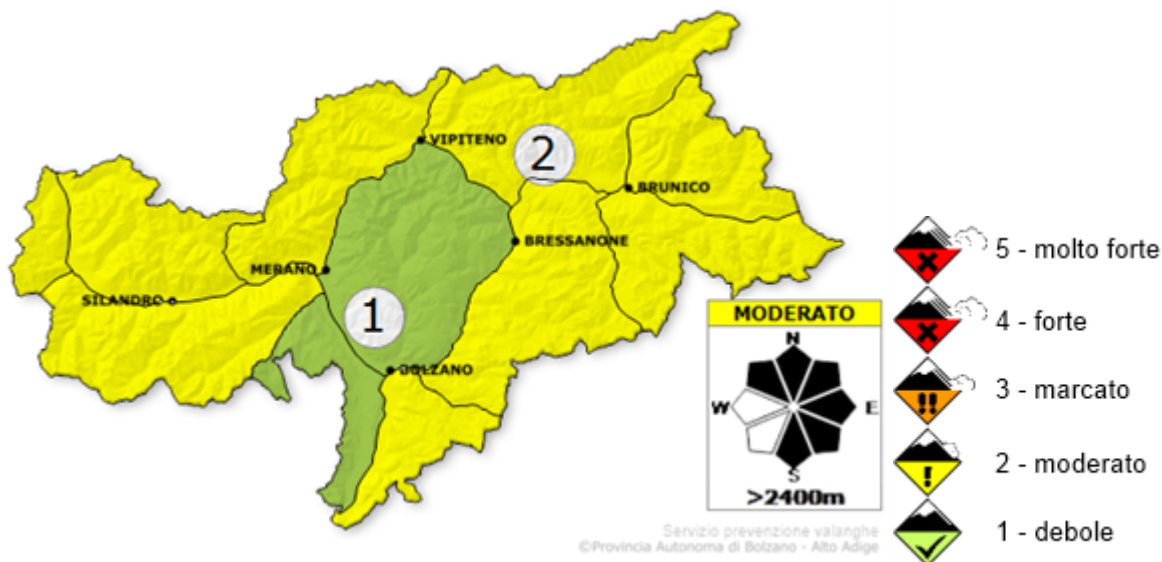 VIPITENO
2
BRUNICO
BRESSANONE
MERANO
SILANDRO
1
BOLZANO
MODERATO
N
W
E
S
>2400m
Servizio prevenzione valanghe
©Provincia Autonoma di Bolzano - Alto Adige
5 - molto forte
4 - forte
!! 3 - marcato
! 2 - moderato
1 - debole